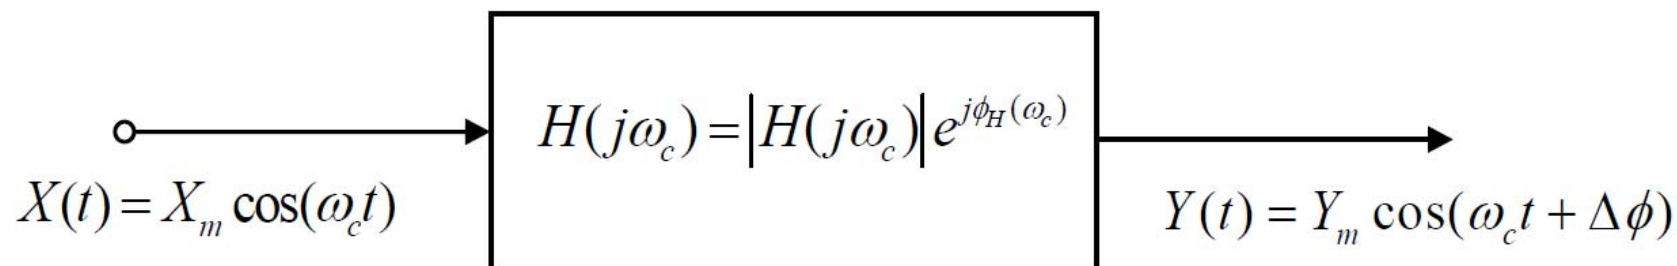 H(jω_c) = |H(jω_c)| e^{jϕ_H(ω_c)}
X(t) = X_m cos(ω_c t)
Y(t) = Y_m cos(ω_c t + Δϕ)